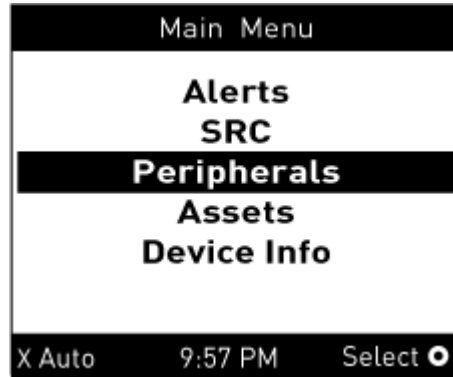 Main Menu
Alerts
SRC
Peripherals
Assets
Device Info
X Auto 9:57 PM Select